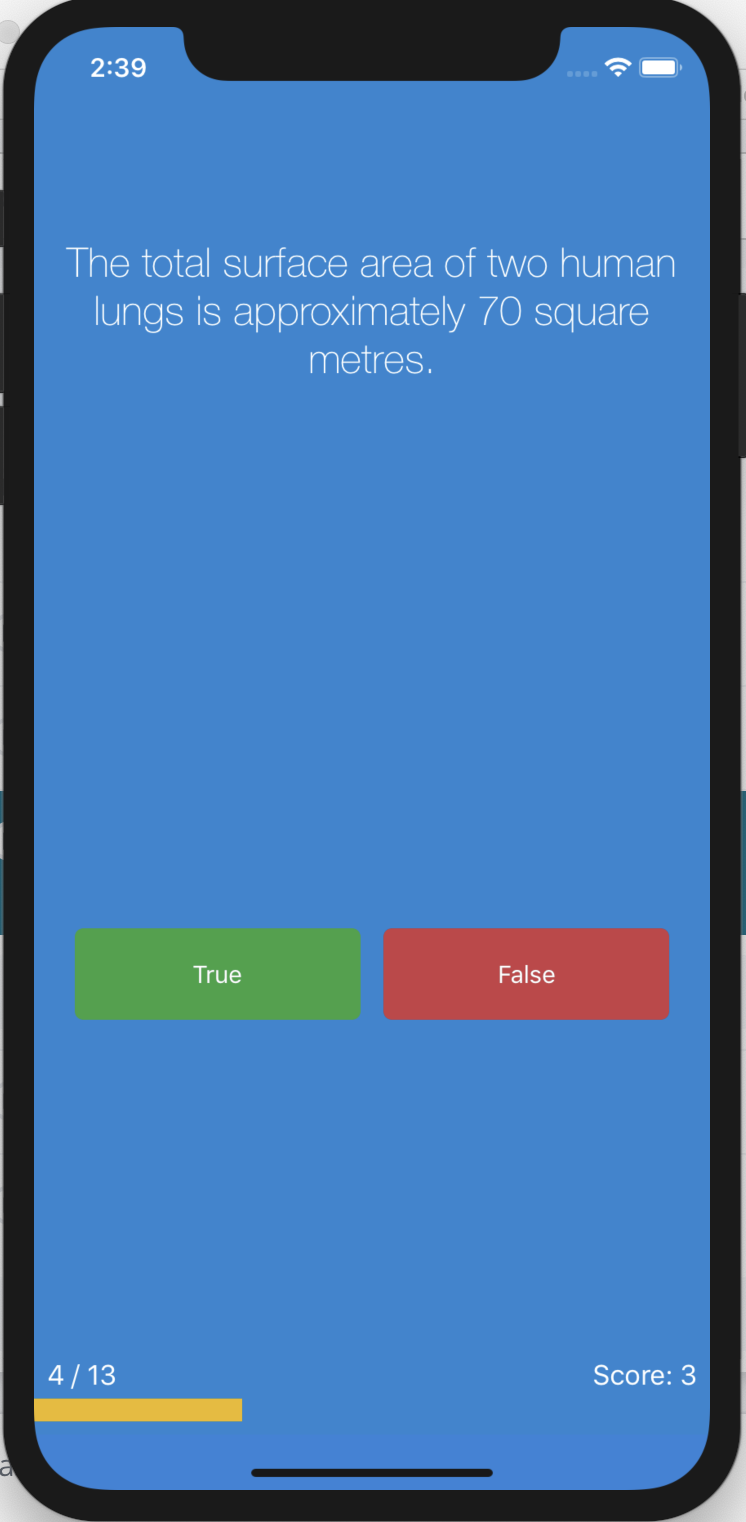 2:39
The total surface area of two human
lungs is approximately 70 square
metres.
True
False
4 / 13
Score: 3
a